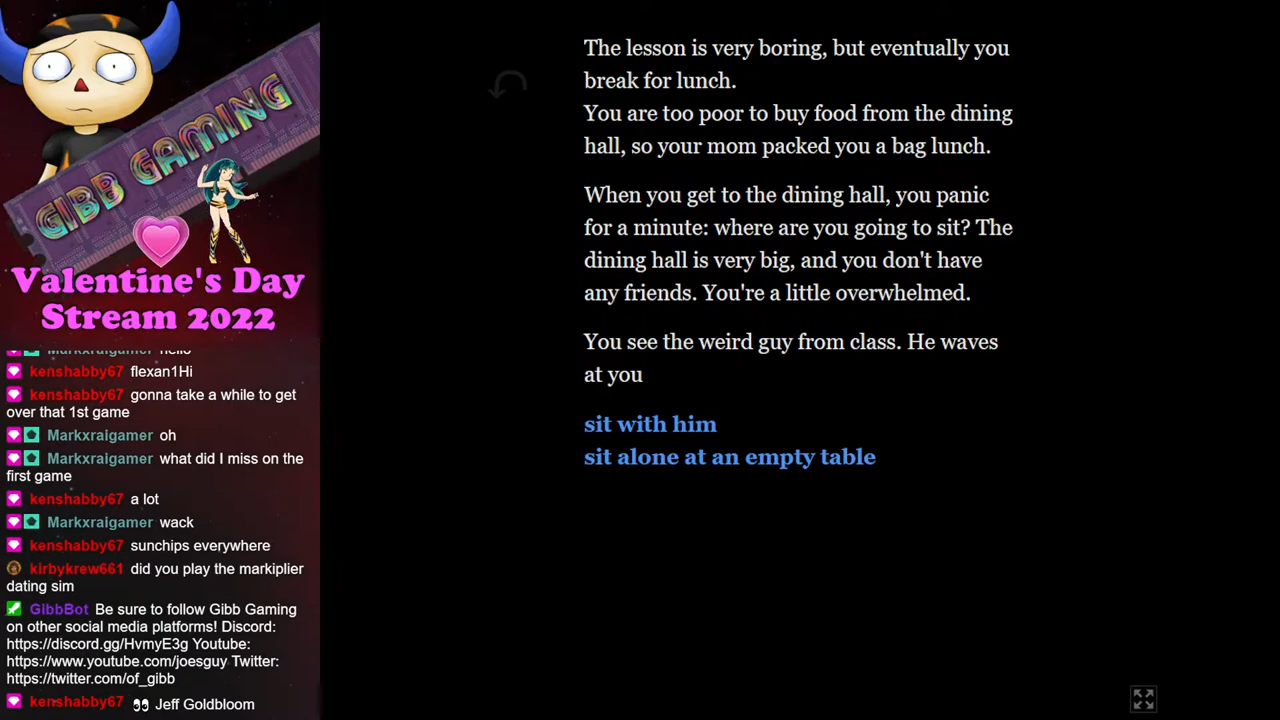 GIBB GAMING
Valentine's Day
Stream 2022
Markxraigamer hello
kenshabby67 flexan1Hi
kenshabby67 gonna take a while to get
over that 1st game
Markxraigamer oh
Markxraigamer what did I miss on the
first game
kenshabby67 a lot
Markxraigamer wack
kenshabby67 sunchips everywhere
kirbykrew661 did you play the markiplier
dating sim
GibbBot Be sure to follow Gibb Gaming
on other social media platforms! Discord:
https://discord.gg/HvmyE3g Youtube:
https://www.youtube.com/joesguy Twitter:
https://twitter.com/of_gibb
kenshabby67 👀 Jeff Goldbloom
The lesson is very boring, but eventually you
break for lunch.
You are too poor to buy food from the dining
hall, so your mom packed you a bag lunch.
When you get to the dining hall, you panic
for a minute: where are you going to sit? The
dining hall is very big, and you don't have
any friends. You're a little overwhelmed.
You see the weird guy from class. He waves
at you
sit with him
sit alone at an empty table